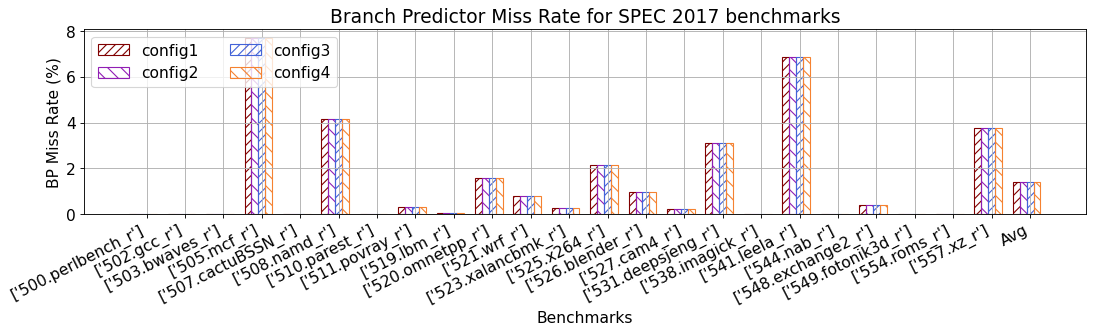 Branch Predictor Miss Rate for SPEC 2017 benchmarks
BP Miss Rate (%)
8
6
4
2
0
config1
config2
config3
config4
['500.perlbench_r']
['502.gcc_r']
['503.bwaves_r']
['505.mcf_r']
['507.cactuBSSN_r']
['508.namd_r']
['510.parest_r']
['511.povray_r']
['519.lbm_r']
['520.omnetpp_r']
['521.wrf_r']
['523.xalancbmk_r']
['525.x264_r']
['526.blender_r']
['527.cam4_r']
['531.deepsjeng_r']
['538.imagick_r']
['541.leela_r']
['544.nab_r']
['548.exchange2_r']
['549.fotonik3d_r']
['554.roms_r']
['557.xz_r']
Avg
Benchmarks